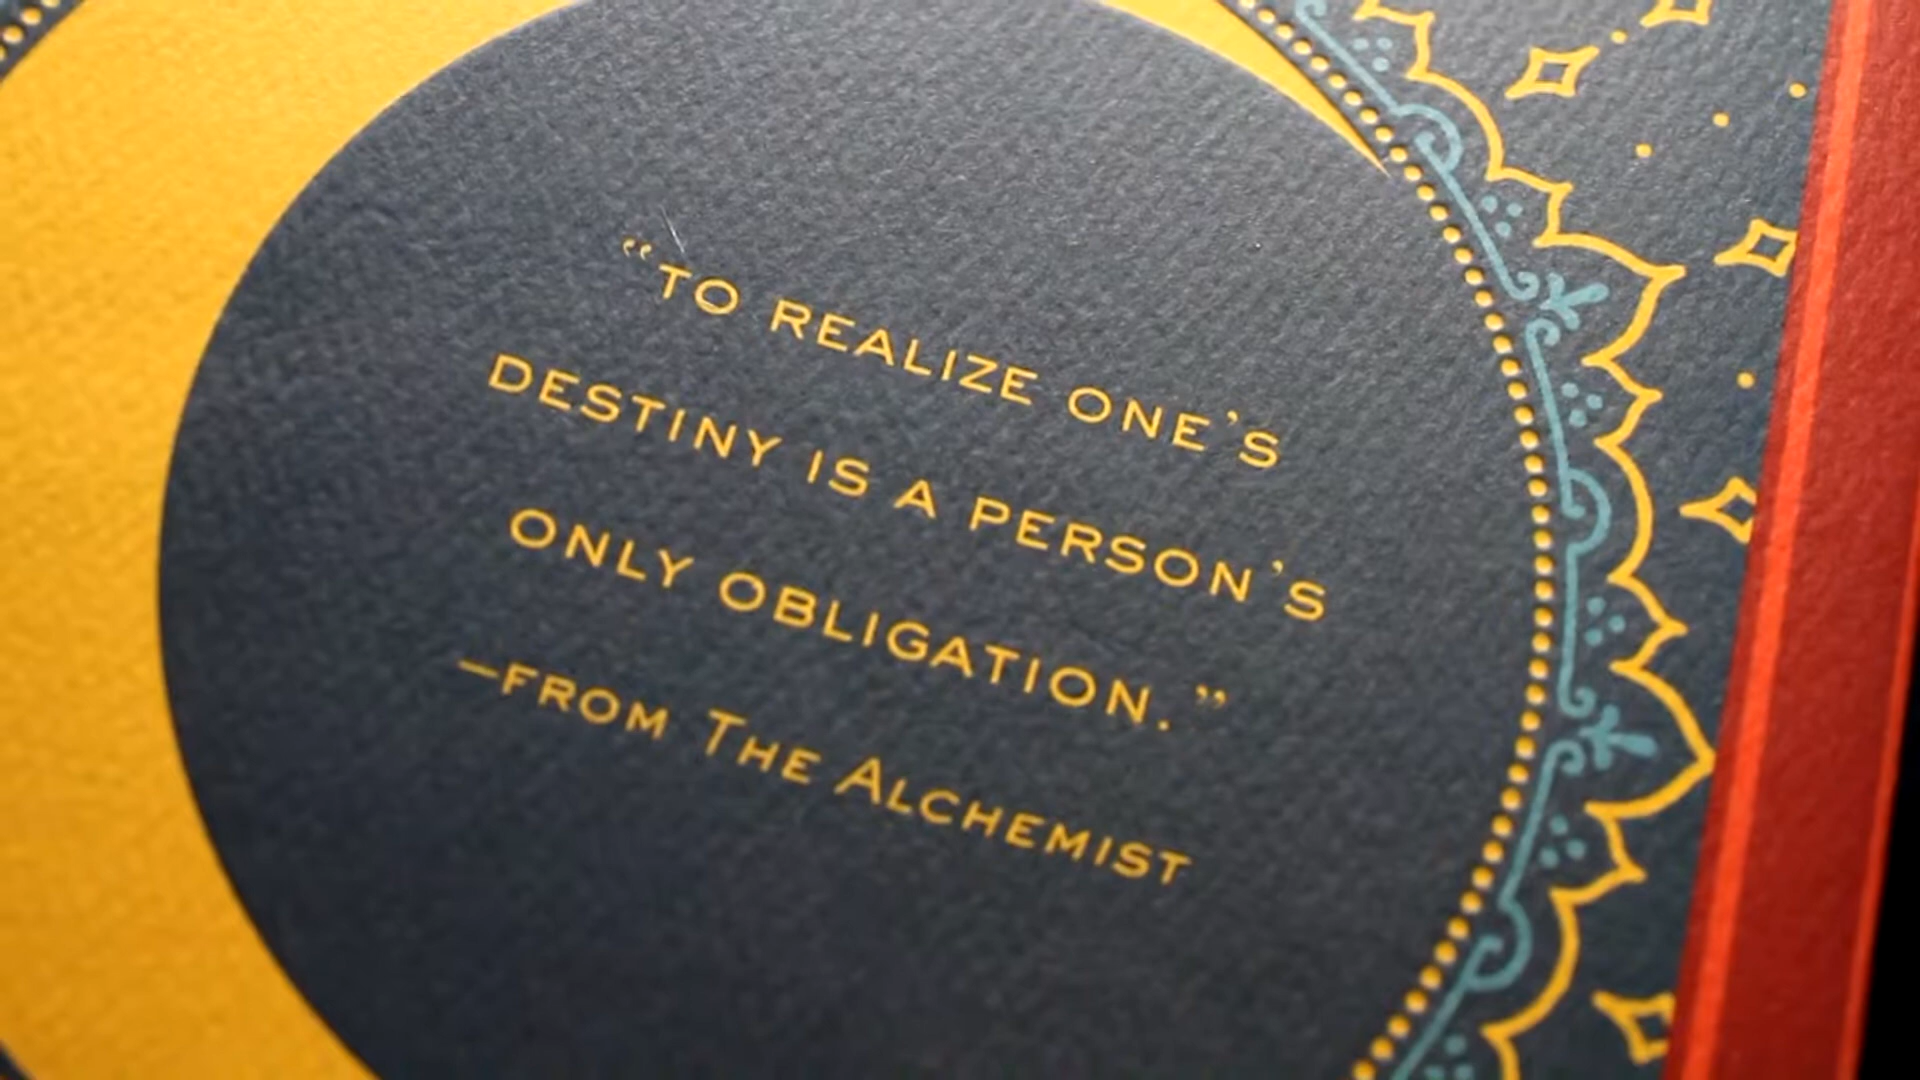 “TO REALIZE ONE’S
DESTINY IS A PERSON’S
ONLY OBLIGATION.”
—FROM THE ALCHEMIST